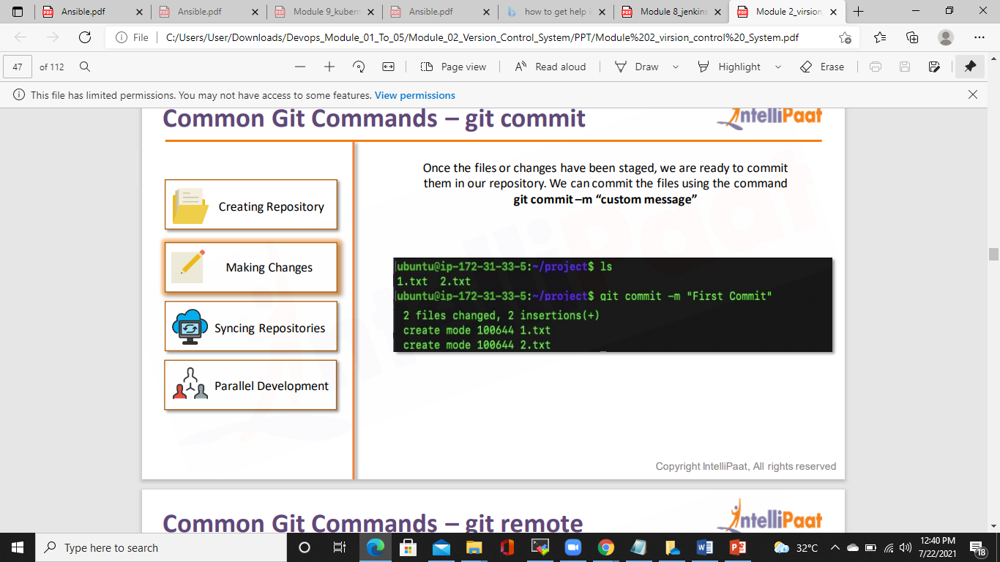 Ansible.pdf
Ansible.pdf
Module 9_kubern
Ansible.pdf
how to get help i
Module 8_jenkins
Module 2_virsion_
File
C:/Users/User/Downloads/Devops_Module_01_To_05/Module_02_Version_Control_System/PPT/Module%202_virsion_control%20_System.pdf
47 of 112
Page view
Read aloud
Draw
Highlight
Erase
This file has limited permissions. You may not have access to some features. View permissions
Common Git Commands – git commit
IntelliPaat
Once the files or changes have been staged, we are ready to commit
them in our repository. We can commit the files using the command
git commit –m “custom message”
Creating Repository
Making Changes
Syncing Repositories
Parallel Development
ubuntu@ip-172-31-33-5:~/project$ ls
1.txt 2.txt
ubuntu@ip-172-31-33-5:~/project$ git commit -m "First Commit"
2 files changed, 2 insertions(+)
create mode 100644 1.txt
create mode 100644 2.txt
IntelliPaat
Copyright IntelliPaat, All rights reserved
Common Git Commands – git remote
IntelliPaat
Type here to search
32°C
12:40 PM
7/22/2021
18